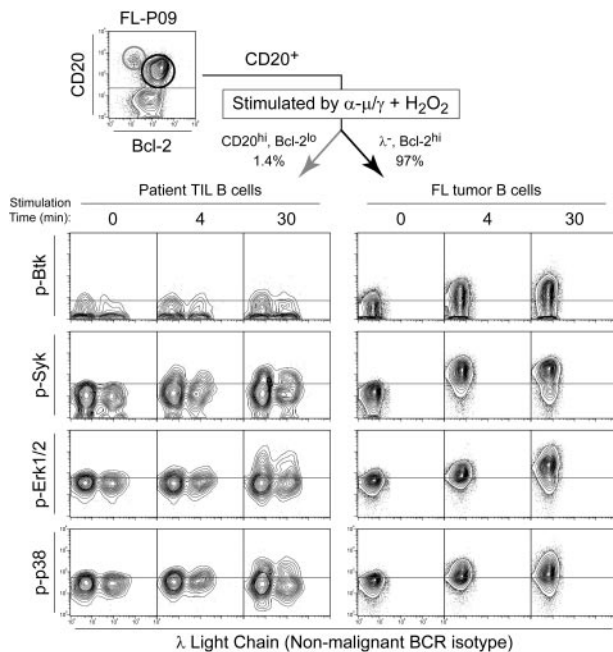 FL-P09
CD20
Bcl-2
CD20⁺
Stimulated by α-μ/γ + H₂O₂
CD20ʰⁱ, Bcl-2ˡᵒ
1.4%
λ⁻, Bcl-2ʰⁱ
97%
Patient TIL B cells
FL tumor B cells
Stimulation
Time (min):
0 4 30 0 4 30
p-Btk
p-Syk
p-Erk1/2
p-p38
λ Light Chain (Non-malignant BCR isotype)